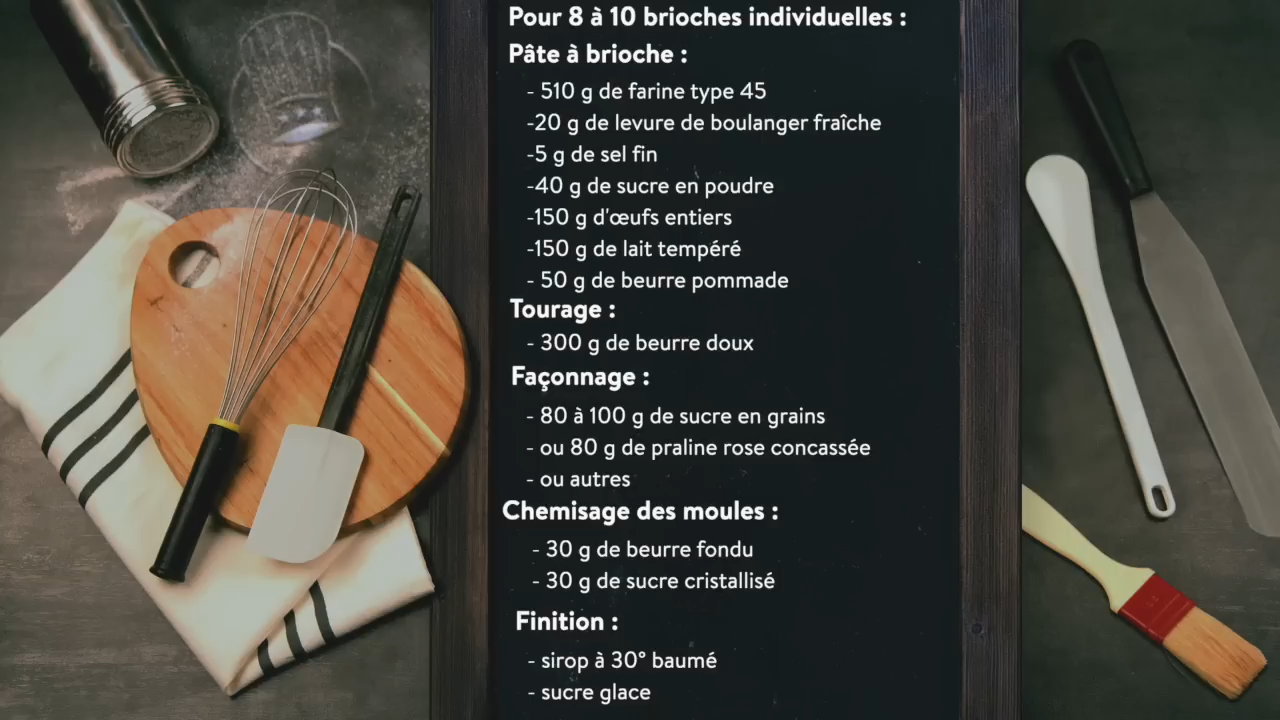 Pour 8 à 10 brioches individuelles :
Pâte à brioche :
- 510 g de farine type 45
-20 g de levure de boulanger fraîche
-5 g de sel fin
-40 g de sucre en poudre
-150 g d'œufs entiers
-150 g de lait tempéré
- 50 g de beurre pommade
Tourage :
- 300 g de beurre doux
Façonnage :
- 80 à 100 g de sucre en grains
- ou 80 g de praline rose concassée
- ou autres
Chemisage des moules :
- 30 g de beurre fondu
- 30 g de sucre cristallisé
Finition :
- sirop à 30° baumé
- sucre glace